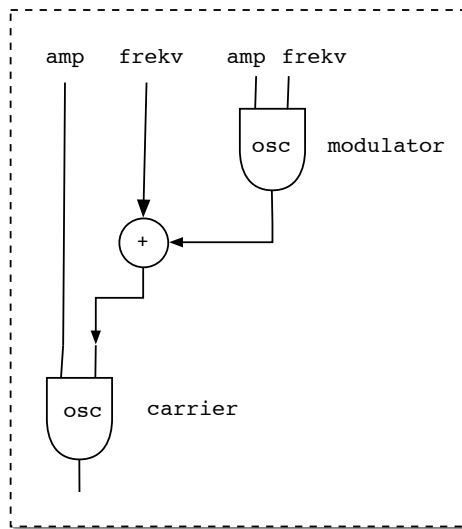 amp frekv amp frekv
osc modulator
+
osc carrier